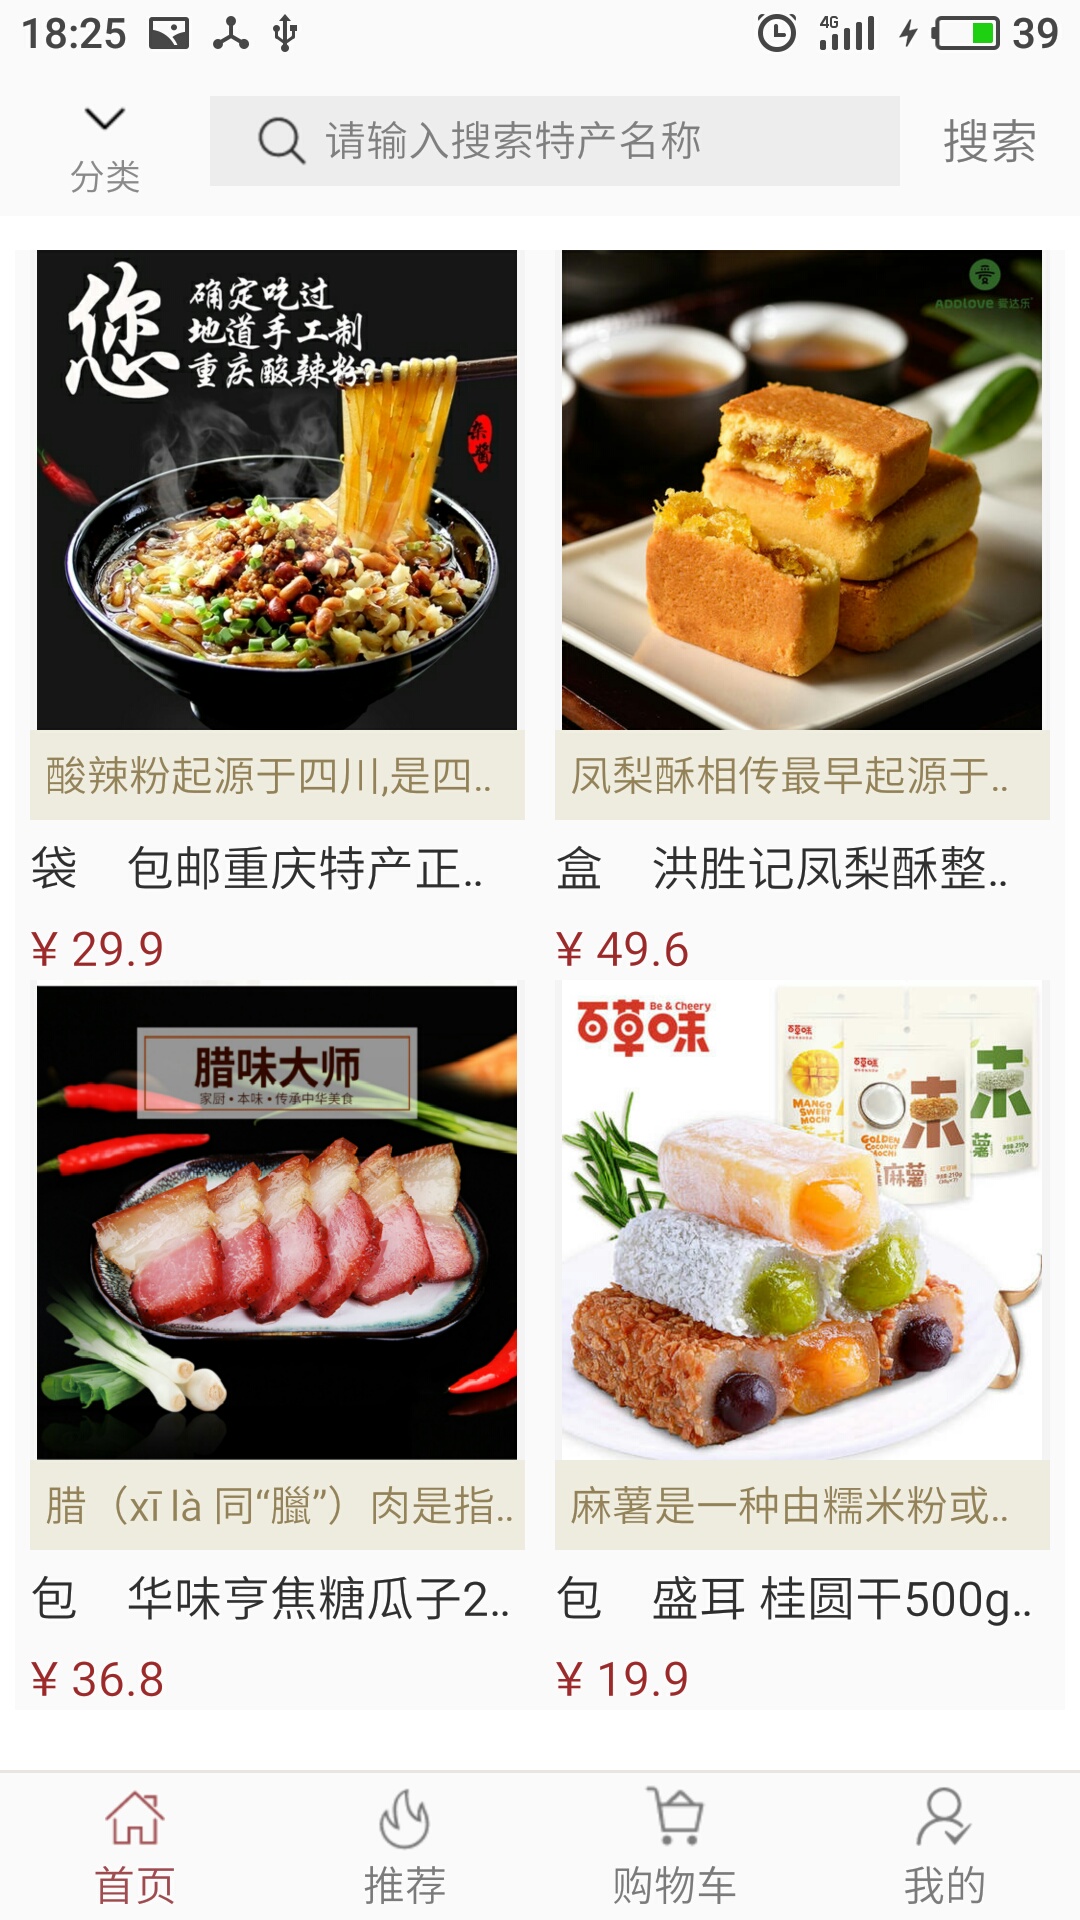 18:25
4G
39
分类
请输入搜索特产名称
搜索
您
确定吃过
地道手工制
重庆酸辣粉?
ADDlove 爱达乐
酸辣粉起源于四川,是四..
凤梨酥相传最早起源于..
袋 包邮重庆特产正..
盒 洪胜记凤梨酥整..
¥ 29.9
¥ 49.6
腊味大师
家厨•本味•传承中华美食
Be & Cheery
百草味
百草味
百草味
MANGO
SWEET
MOCHI
GOLDEN
COCONUT
MOCHI
麻薯
腊（xī là 同“臘”）肉是指..
麻薯是一种由糯米粉或..
包 华味亨焦糖瓜子2..
包 盛耳 桂圆干500g..
¥ 36.8
¥ 19.9
首页
推荐
购物车
我的